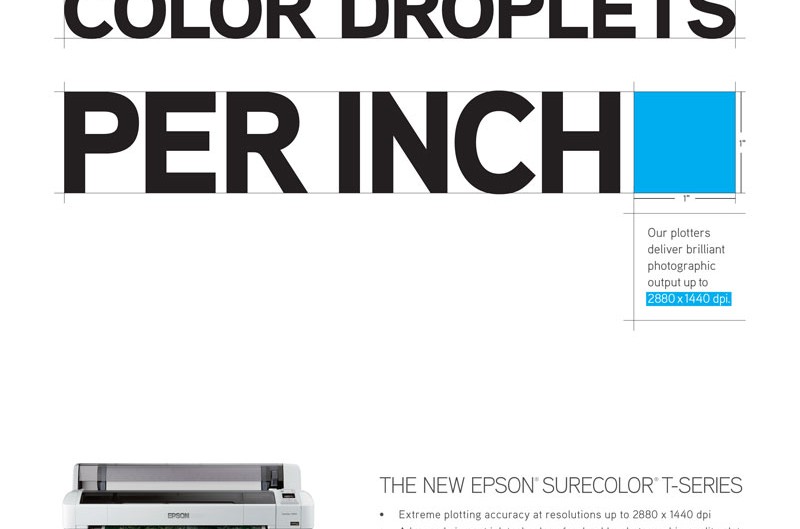 COLOR DROPLETS
PER INCH
1"
1"
Our plotters
deliver brilliant
photographic
output up to
2880 x 1440 dpi.
THE NEW EPSON® SURECOLOR® T-SERIES
EPSON
• Extreme plotting accuracy at resolutions up to 2880 x 1440 dpi